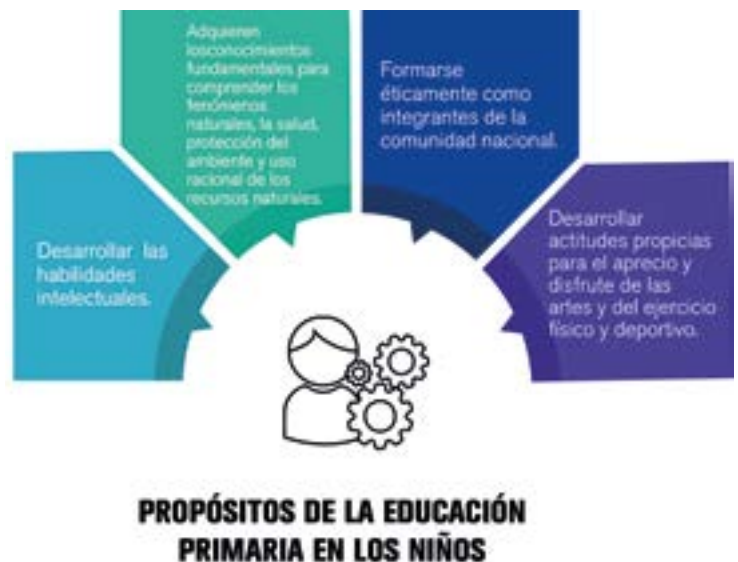 Desarrollar las
habilidades
intelectuales.
Adquieren
losconocimientos
fundamentales para
comprender los
fenómenos
naturales, la salud,
protección del
ambiente y uso
racional de los
recursos naturales.
Formarse
éticamente como
integrantes de la
comunidad nacional.
Desarrollar
actitudes propicias
para el aprecio y
disfrute de las
artes y del ejercicio
físico y deportivo.
PROPÓSITOS DE LA EDUCACIÓN
PRIMARIA EN LOS NIÑOS